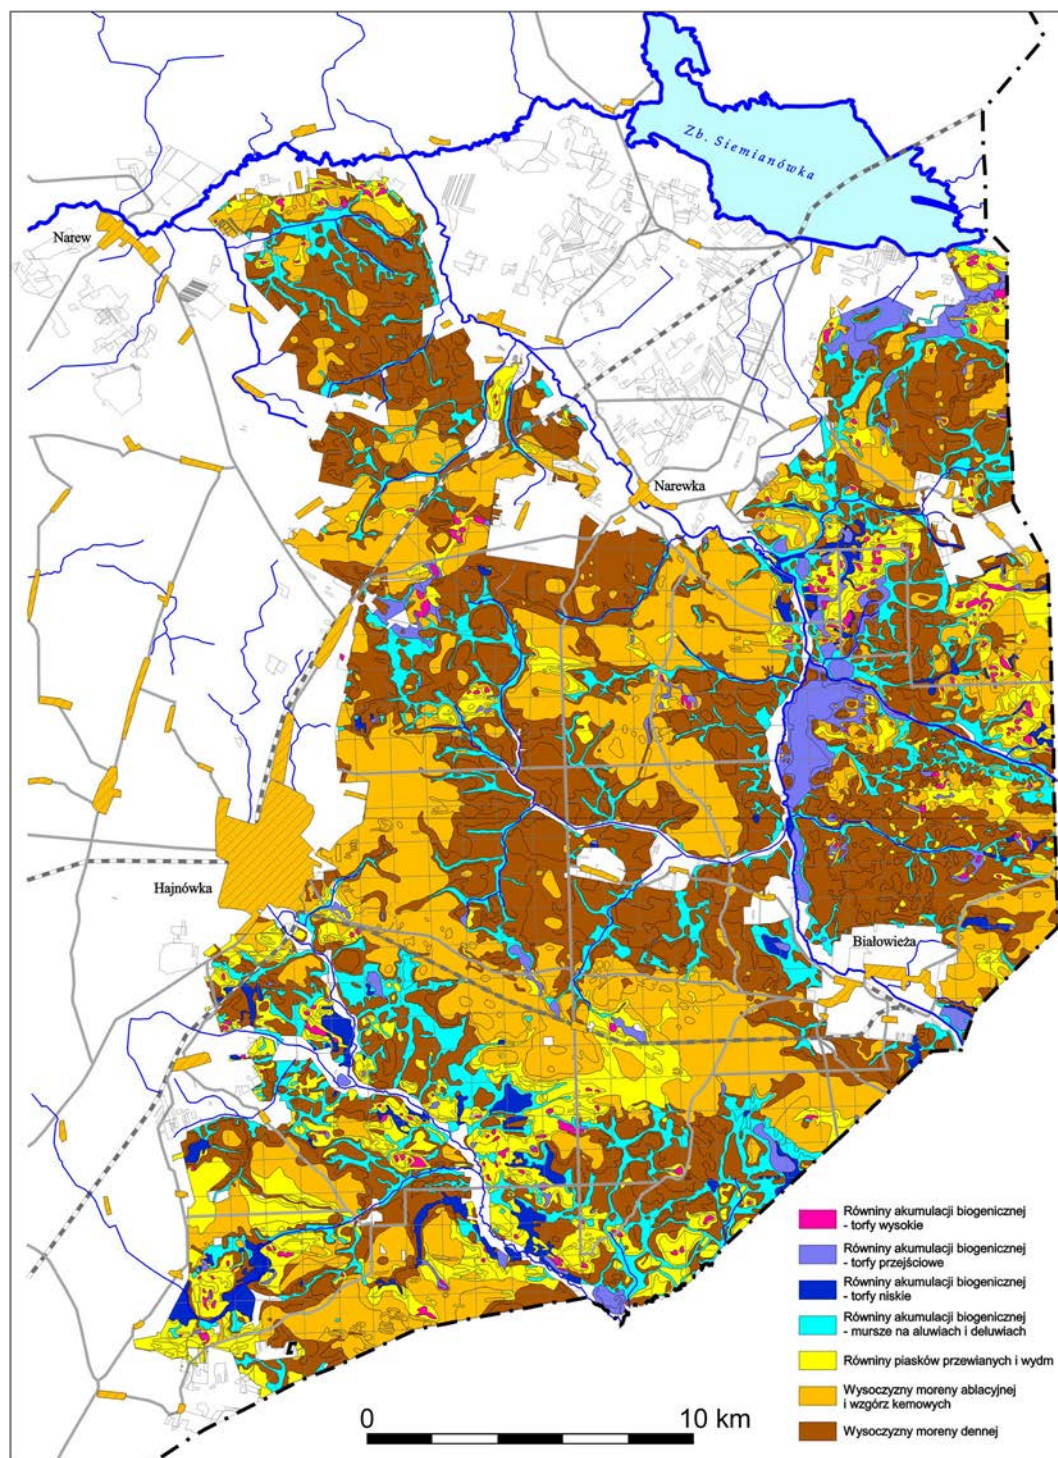 Zb. Siemianówka
Narew
Narewka
Hajnówka
Białowieża
Równiny akumulacji biogenicznej
- torfy wysokie
Równiny akumulacji biogenicznej
- torfy przejściowe
Równiny akumulacji biogenicznej
- torfy niskie
Równiny akumulacji biogenicznej
- mursze na aluwiach i deluwiach
Równiny piasków przewianych i wydm
Wysoczyzny moreny ablacyjnej
i wzgórz kemowych
Wysoczyzny moreny dennej
0 10 km